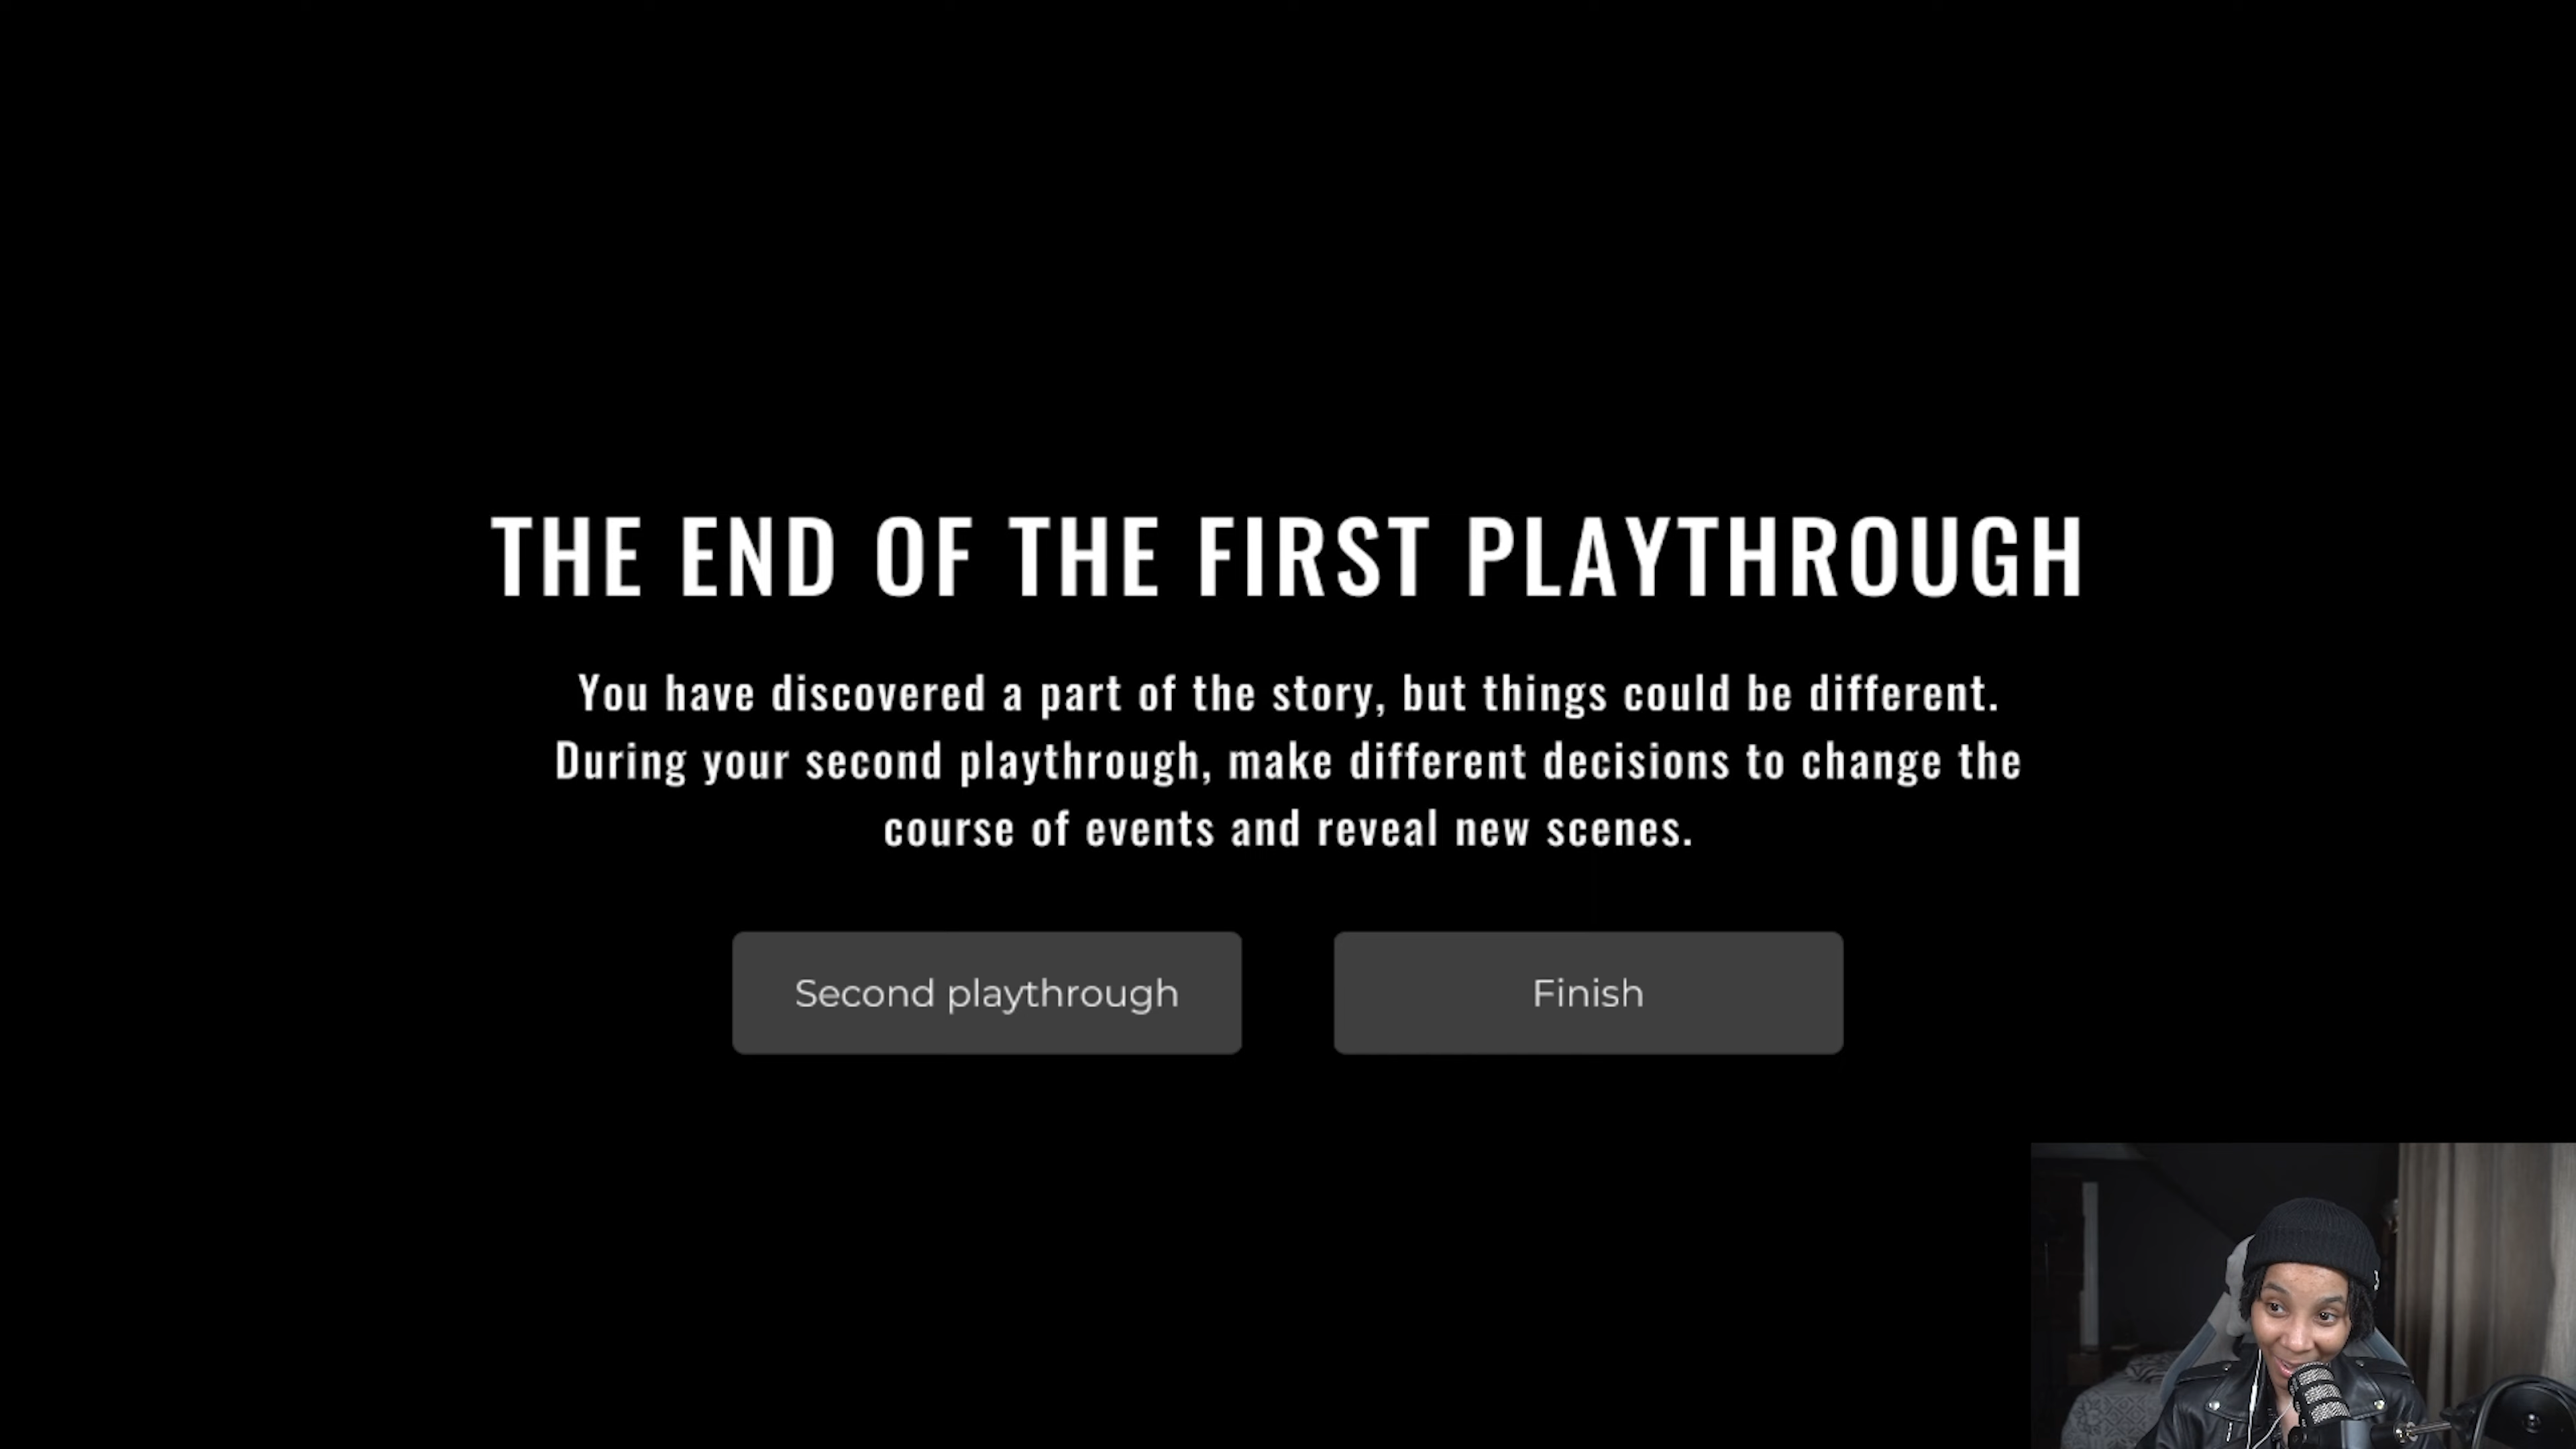 THE END OF THE FIRST PLAYTHROUGH
You have discovered a part of the story, but things could be different.
During your second playthrough, make different decisions to change the
course of events and reveal new scenes.
Second playthrough
Finish